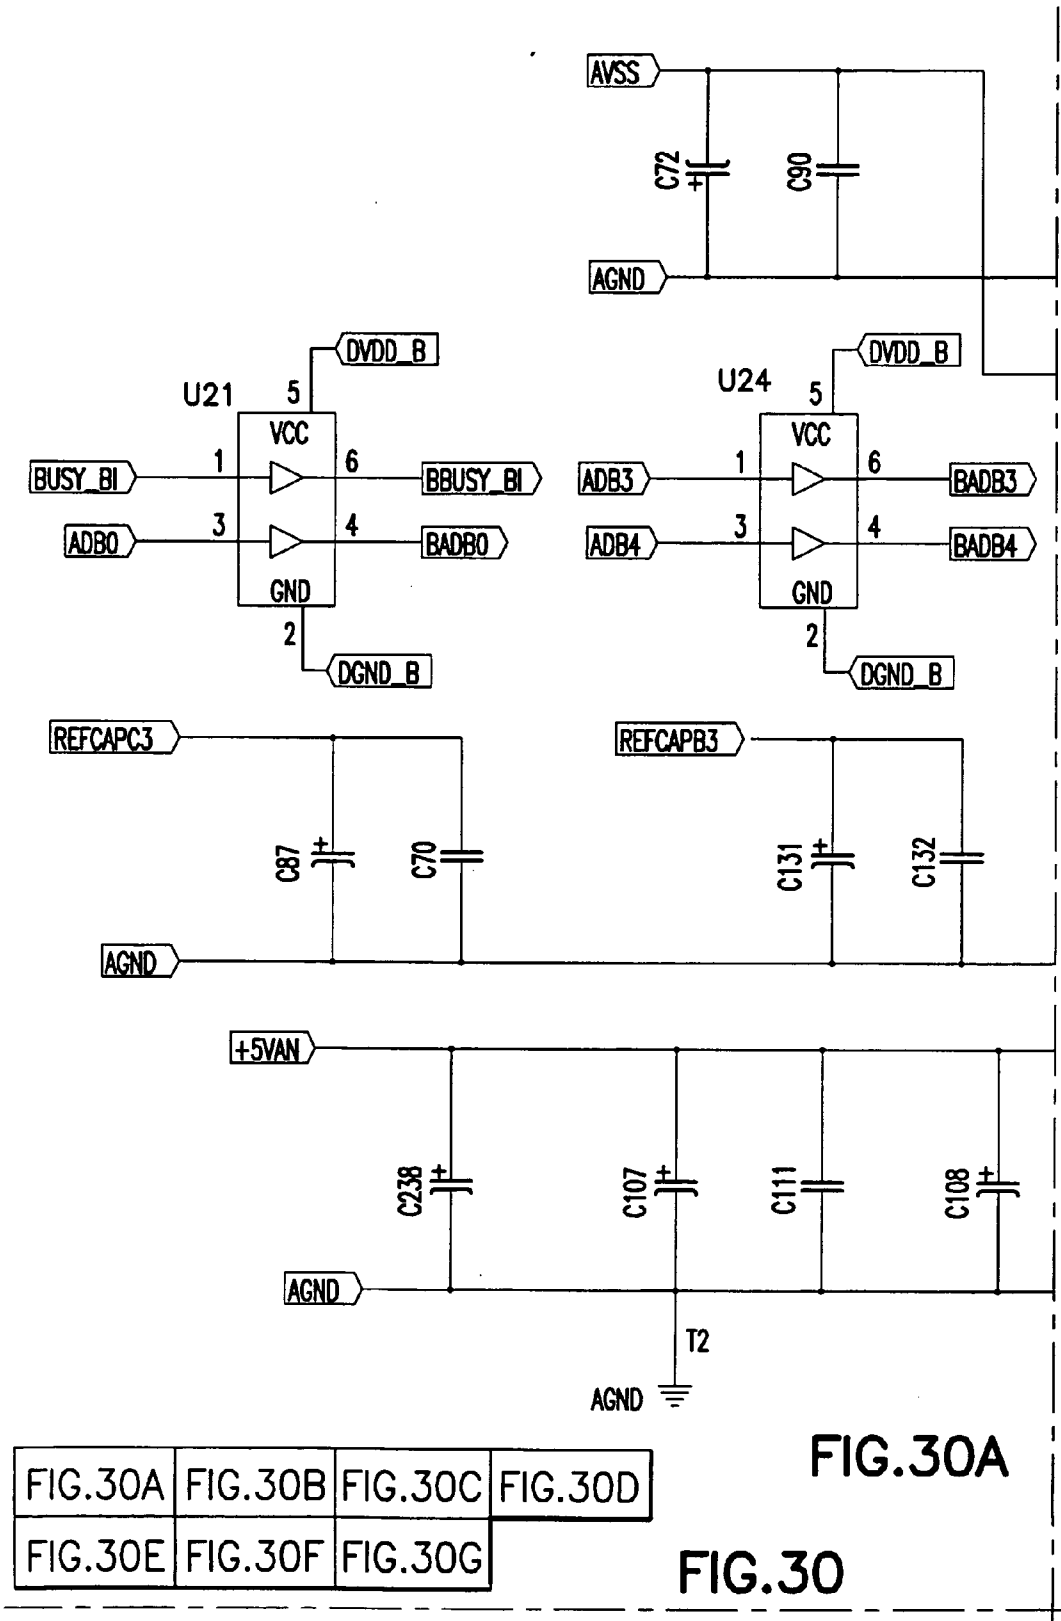 AVSS
C72
+
C90
AGND
DVDD_B
DVDD_B
U21
5
U24
5
VCC
VCC
BUSY_BI
1
6
BBUSY_BI
ADB3
1
6
BADB3
ADB0
3
4
BADB0
ADB4
3
4
BADB4
GND
GND
2
2
DGND_B
DGND_B
REFCAPC3
REFCAPB3
C87
+
C70
C131
+
C132
AGND
+5VAN
C238
+
C107
+
C111
C108
+
AGND
T2
AGND
FIG.30A
FIG.30A FIG.30B FIG.30C FIG.30D
FIG.30E FIG.30F FIG.30G
FIG.30